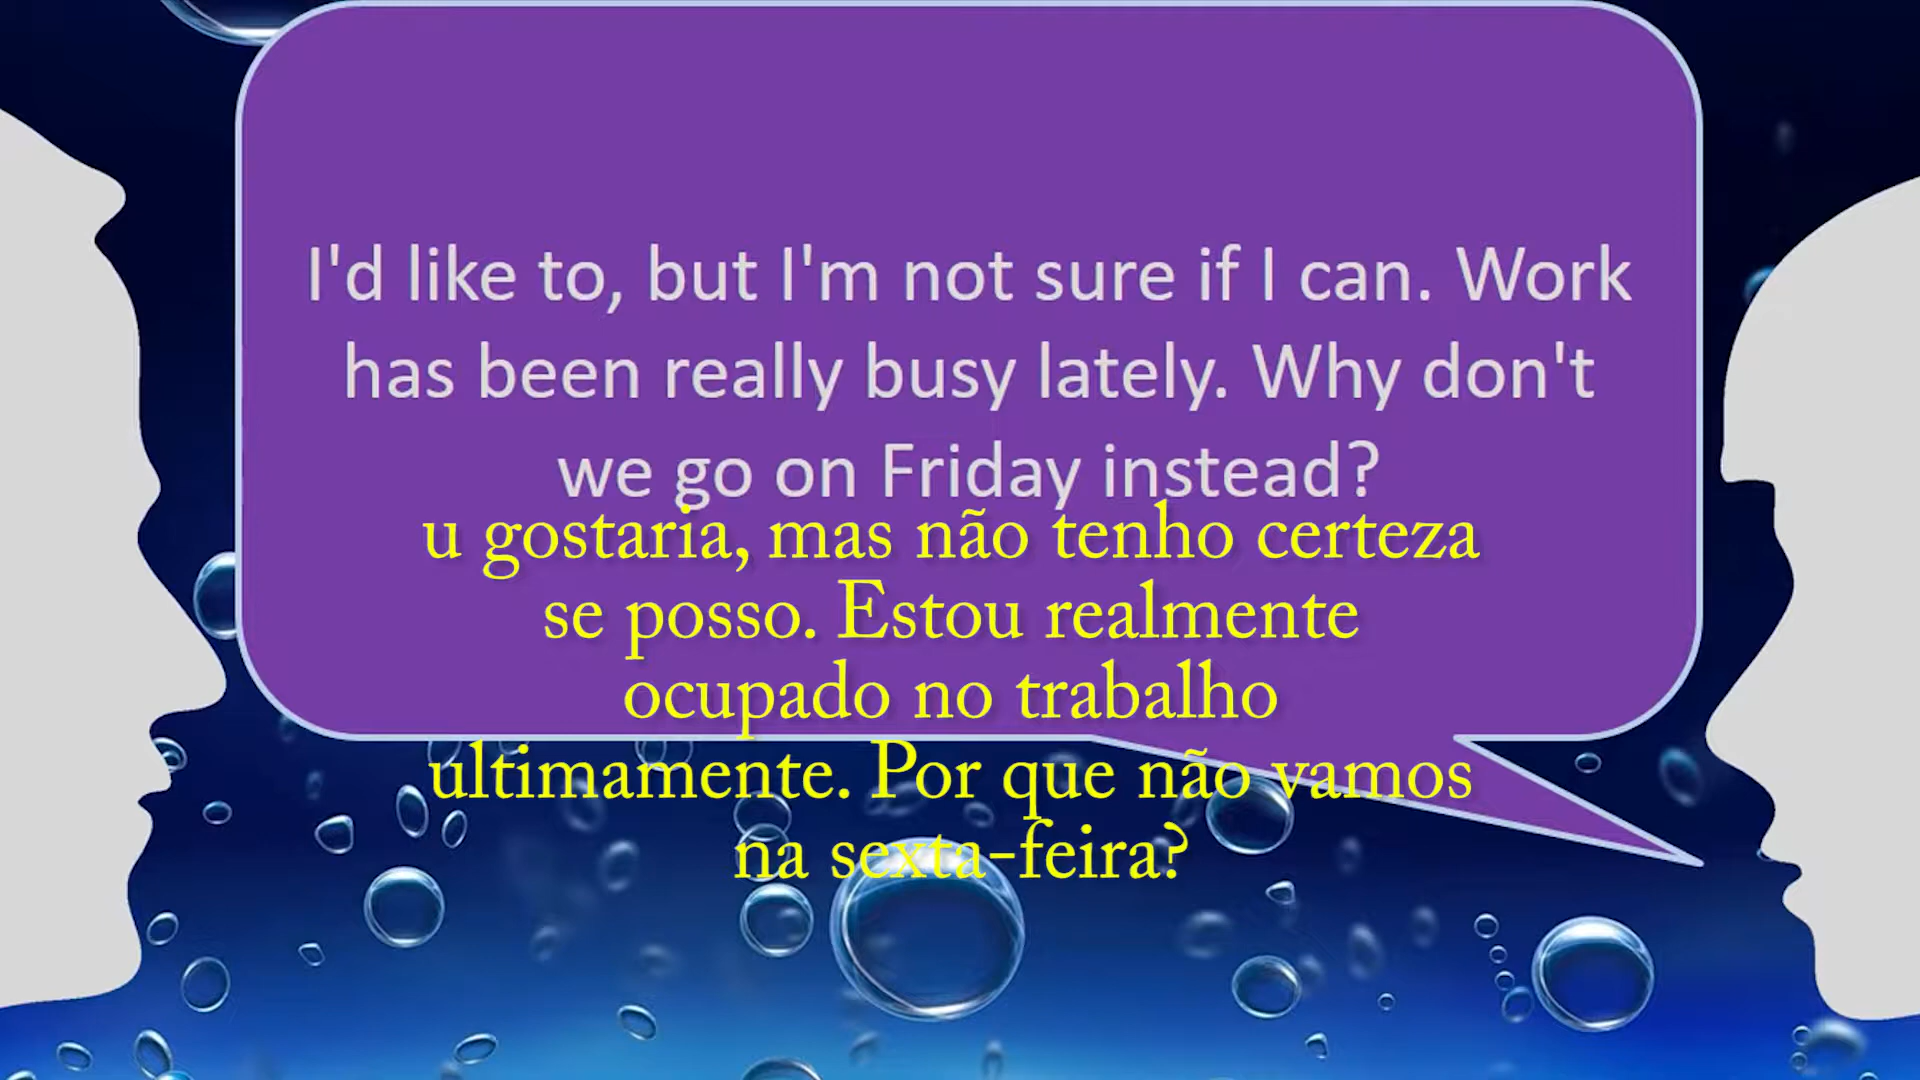 I'd like to, but I'm not sure if I can. Work
has been really busy lately. Why don't
we go on Friday instead?
u gostaria, mas não tenho certeza
se posso. Estou realmente
ocupado no trabalho
ultimamente. Por que não vamos
na sexta-feira?